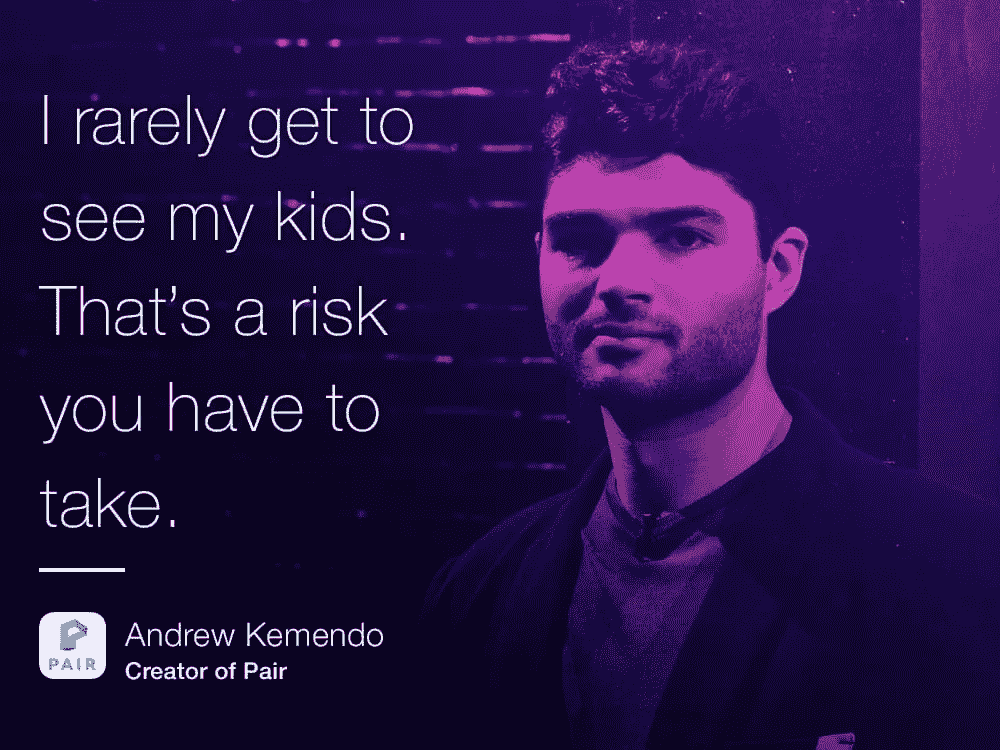 I rarely get to
see my kids.
That’s a risk
you have to
take.
PAIR
Andrew Kemendo
Creator of Pair